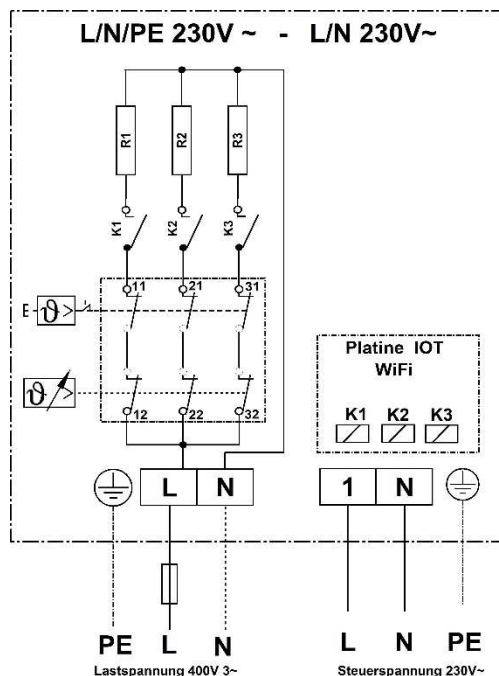 L/N/PE 230V ~ - L/N 230V~
R1 R2 R3
K1 K2 K3
11 21 31
E ϑ >
ϑ >
12 22 32
Platine IOT
WiFi
K1 K2 K3
L N 1 N
PE L N L N PE
Lastspannung 400V 3~ Steuerspannung 230V~